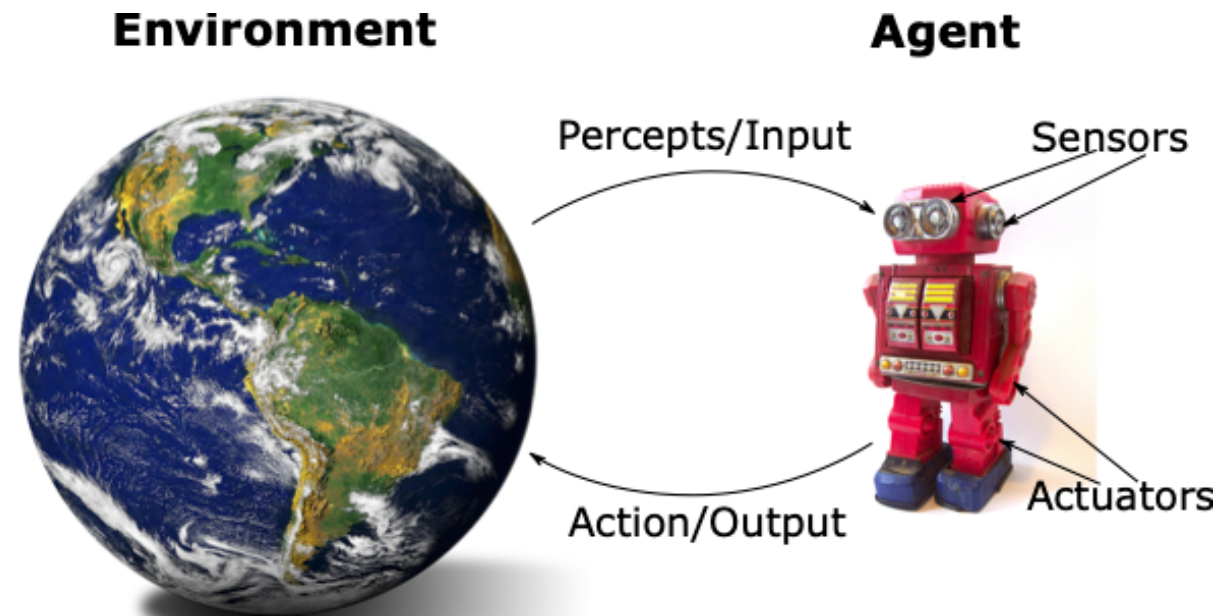 Environment
Agent
Percepts/Input
Sensors
Action/Output
Actuators